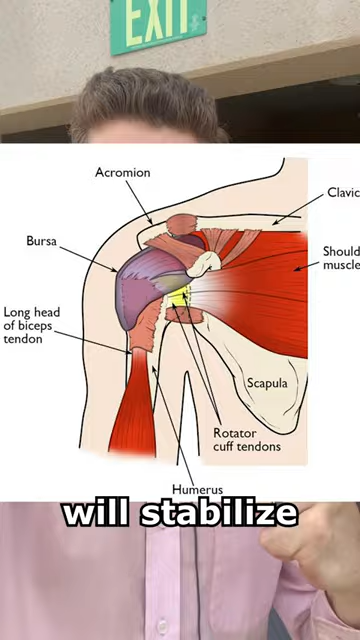 EXIT
Acromion
Clavic
Bursa
Should
muscle
Long head
of biceps
tendon
Scapula
Rotator
cuff tendons
Humerus
will stabilize